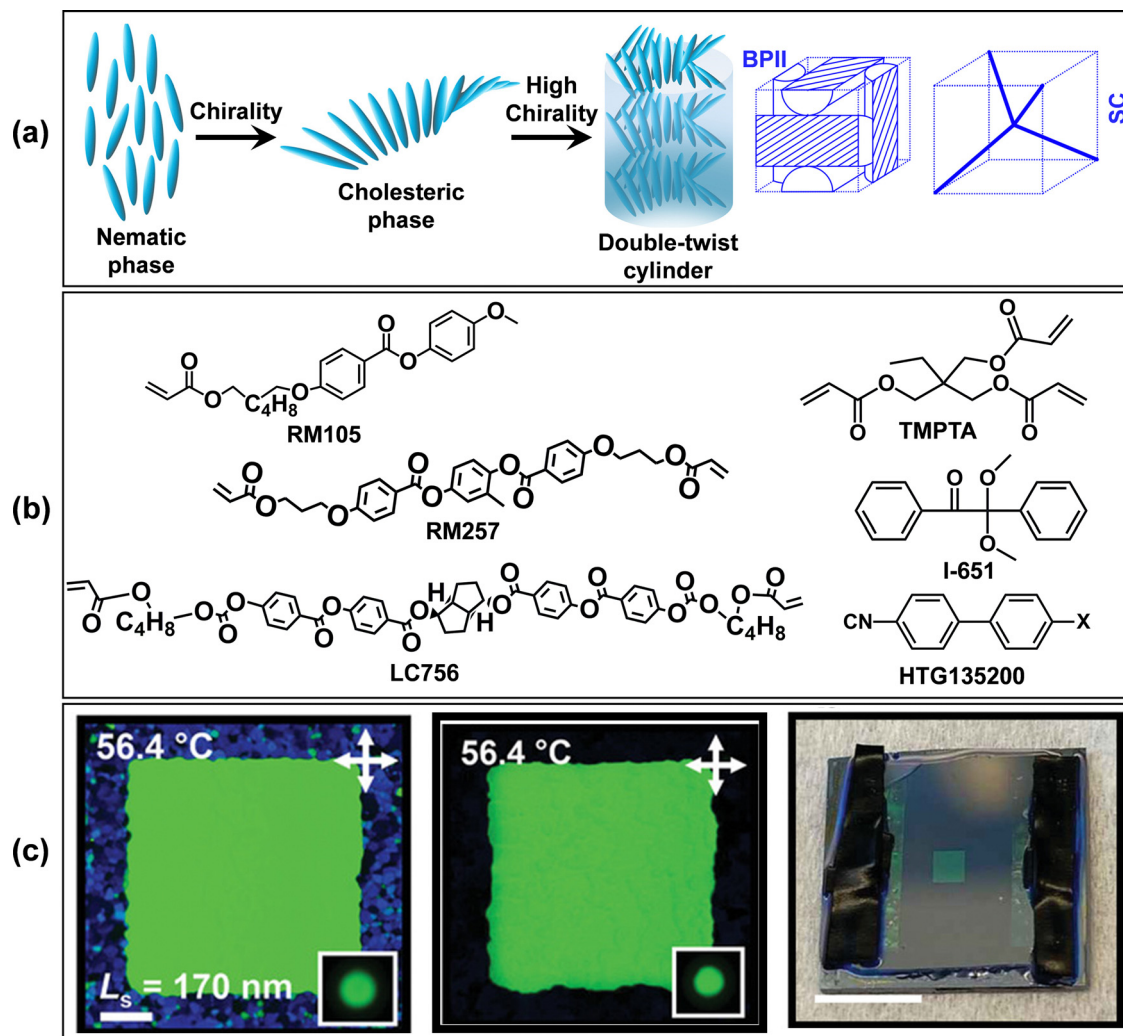 (a)
Nematic
phase
Chirality
Cholesteric
phase
High
Chirality
Double-twist
cylinder
BPII
SC
(b)
O
O
O
C4H8
O
O
O
RM105
O
O
O
O
O
O
O
O
O
O
RM257
O
O
C4H8
O
O
O
O
O
O
O
O
H
H
O
O
O
O
O
O
O
O
O
O
C4H8
LC756
O
O
O
O
O
O
TMPTA
O
O
O
I-651
CN
X
HTG135200
(c)
56.4 °C
Ls = 170 nm
56.4 °C